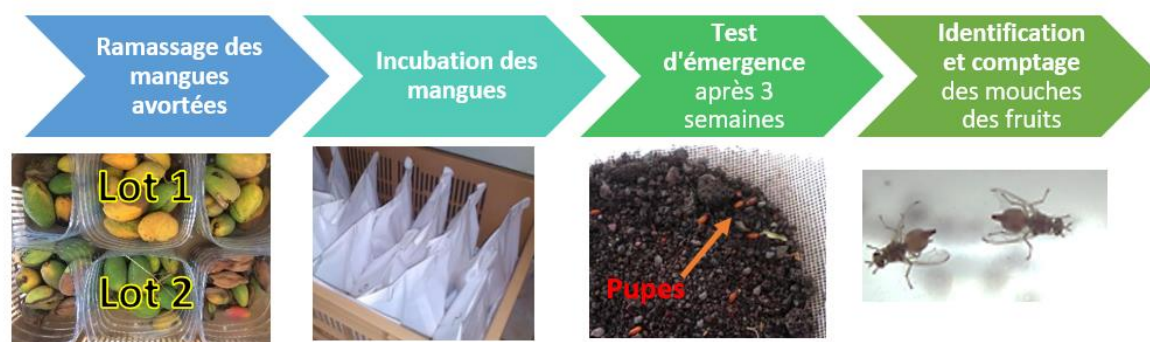 Ramassage des
mangues
avortées
Incubation des
mangues
Test
d'émergence
après 3
semaines
Identification
et comptage
des mouches
des fruits
Lot 1
Lot 2
Pupes